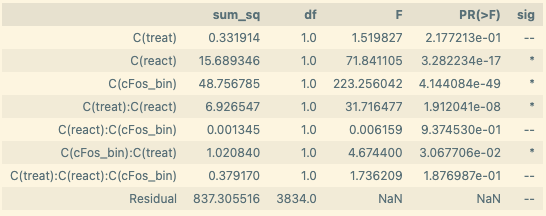 sum_sq df F PR(>F) sig
C(treat) 0.331914 1.0 1.519827 2.177213e-01 --
C(react) 15.689346 1.0 71.841105 3.282234e-17 *
C(cFos_bin) 48.756785 1.0 223.256042 4.144084e-49 *
C(treat):C(react) 6.926547 1.0 31.716477 1.912041e-08 *
C(react):C(cFos_bin) 0.001345 1.0 0.006159 9.374530e-01 --
C(cFos_bin):C(treat) 1.020840 1.0 4.674400 3.067706e-02 *
C(treat):C(react):C(cFos_bin) 0.379170 1.0 1.736209 1.876987e-01 --
Residual 837.305516 3834.0 NaN NaN --